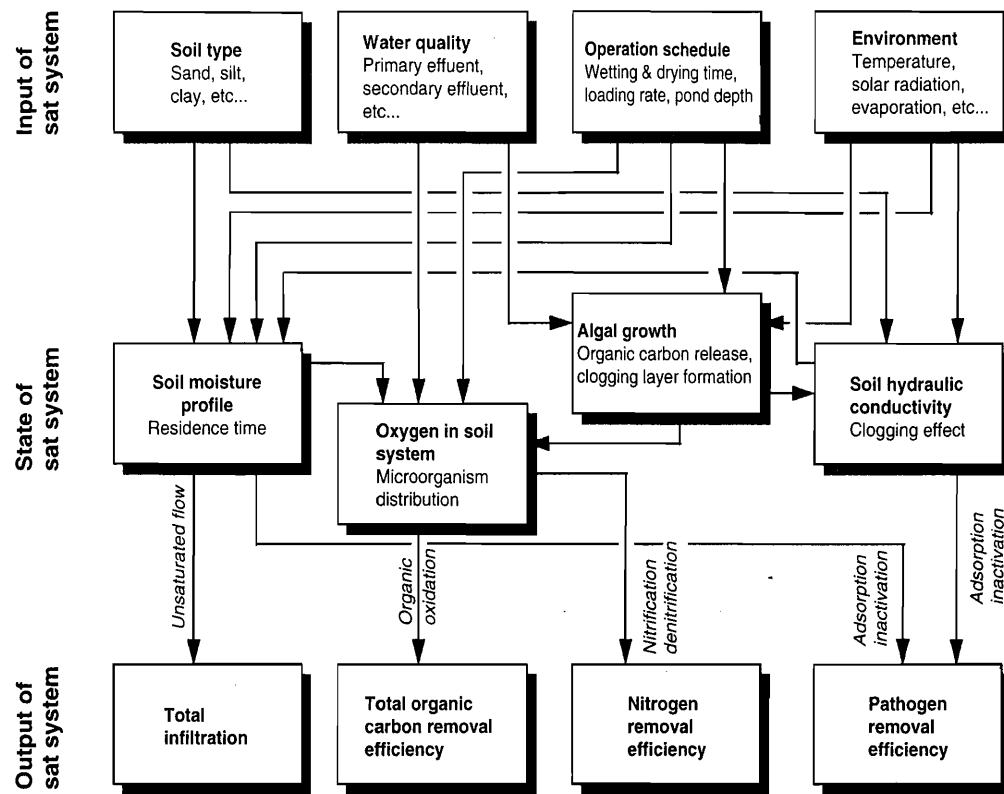 Input of
sat system
Soil type
Sand, silt,
clay, etc...
Water quality
Primary effuent,
secondary effluent,
etc...
Operation schedule
Wetting & drying time,
loading rate, pond depth
Environment
Temperature,
solar radiation,
evaporation, etc...
State of
sat system
Soil moisture
profile
Residence time
Oxygen in soil
system
Microorganism
distribution
Algal growth
Organic carbon release,
clogging layer formation
Soil hydraulic
conductivity
Clogging effect
Unsaturated flow
Organic
oxidation
Nitrification
denitrification
Adsorption
inactivation
Adsorption
inactivation
Output of
sat system
Total
infiltration
Total organic
carbon removal
efficiency
Nitrogen
removal
efficiency
Pathogen
removal
efficiency